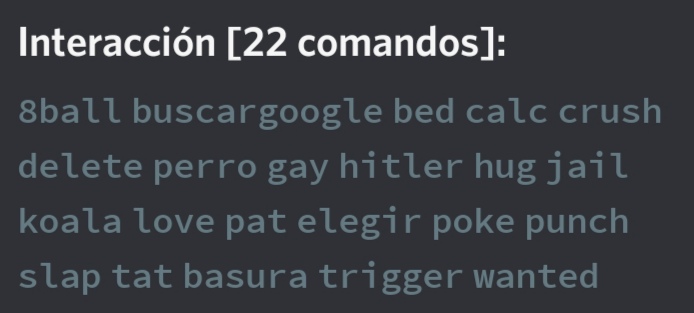 Interacción [22 comandos]:
8ball buscargoogle bed calc crush
delete perro gay hitler hug jail
koala love pat elegir poke punch
slap tat basura trigger wanted